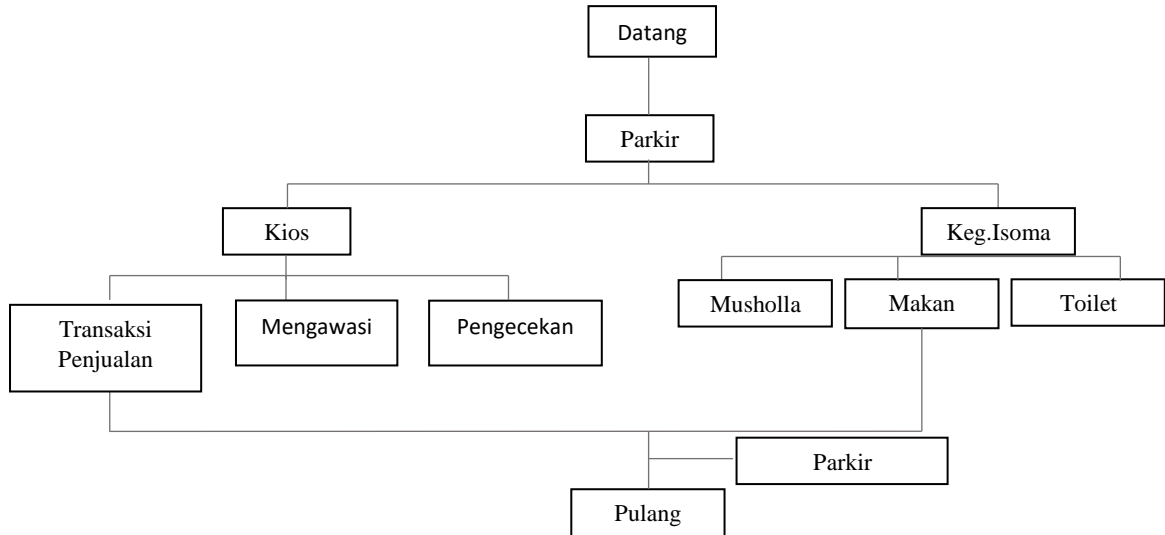 Datang
Parkir
Kios
Keg.Isoma
Musholla
Makan
Toilet
Transaksi
Penjualan
Mengawasi
Pengecekan
Parkir
Pulang